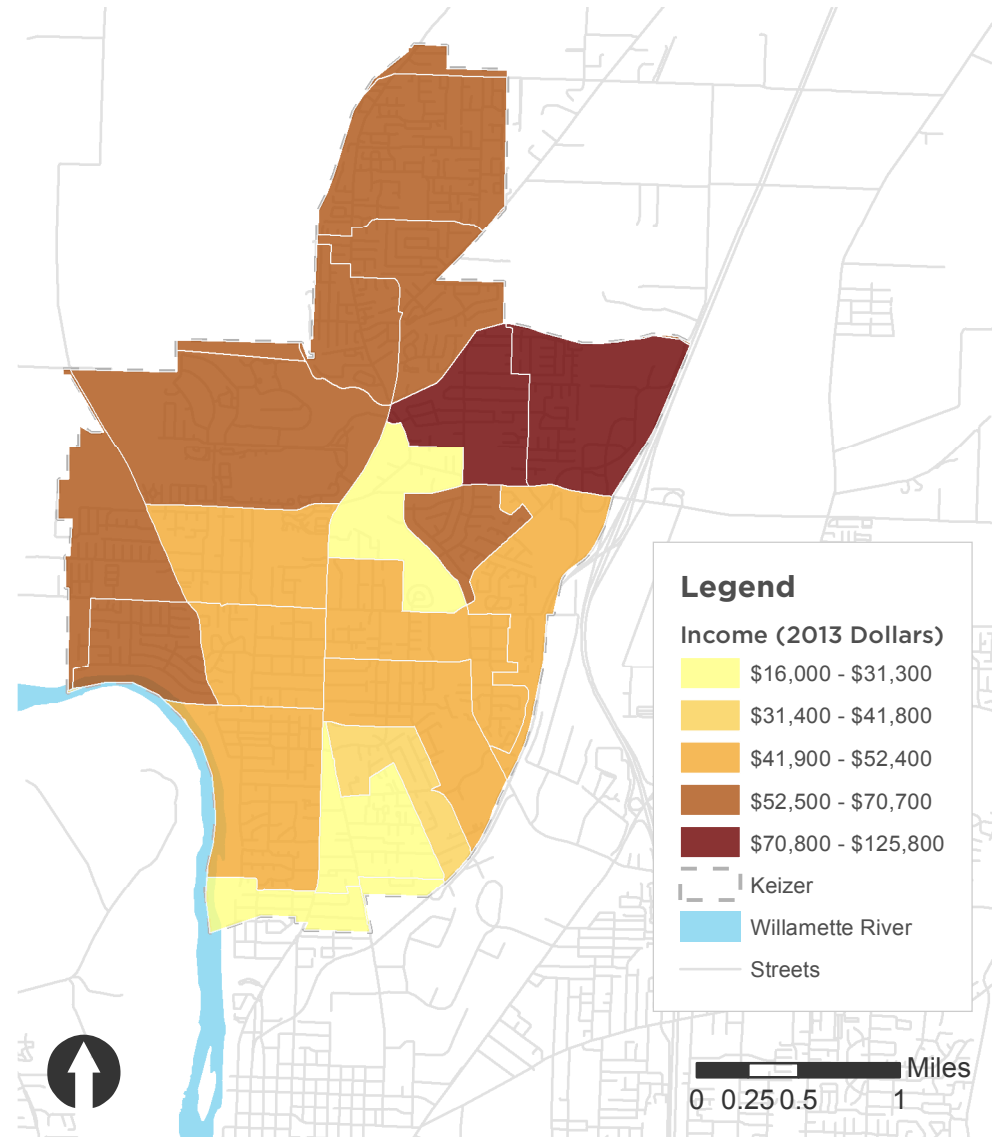 Legend
Income (2013 Dollars)
$16,000 - $31,300
$31,400 - $41,800
$41,900 - $52,400
$52,500 - $70,700
$70,800 - $125,800
Keizer
Willamette River
Streets
Miles
0 0.25 0.5 1